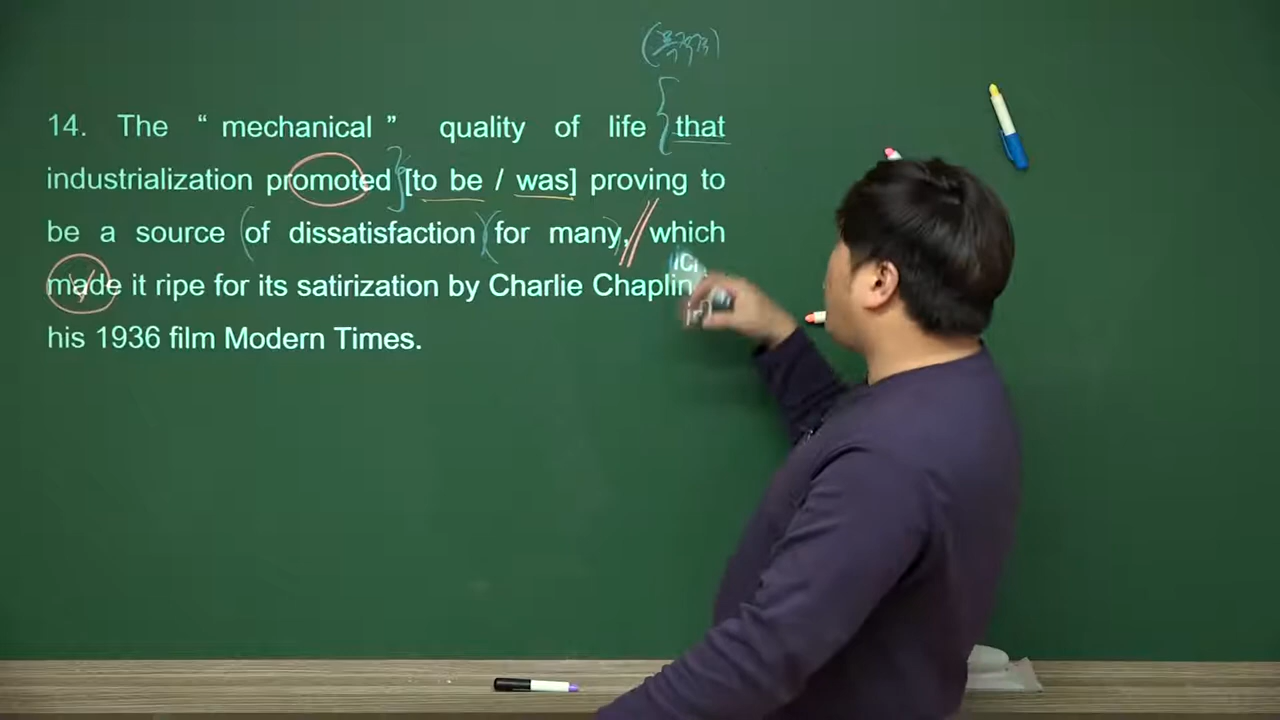 14. The “ mechanical ” quality of life that
industrialization promoted [to be / was] proving to
be a source of dissatisfaction for many, which
made it ripe for its satirization by Charlie Chaplin
his 1936 film Modern Times.